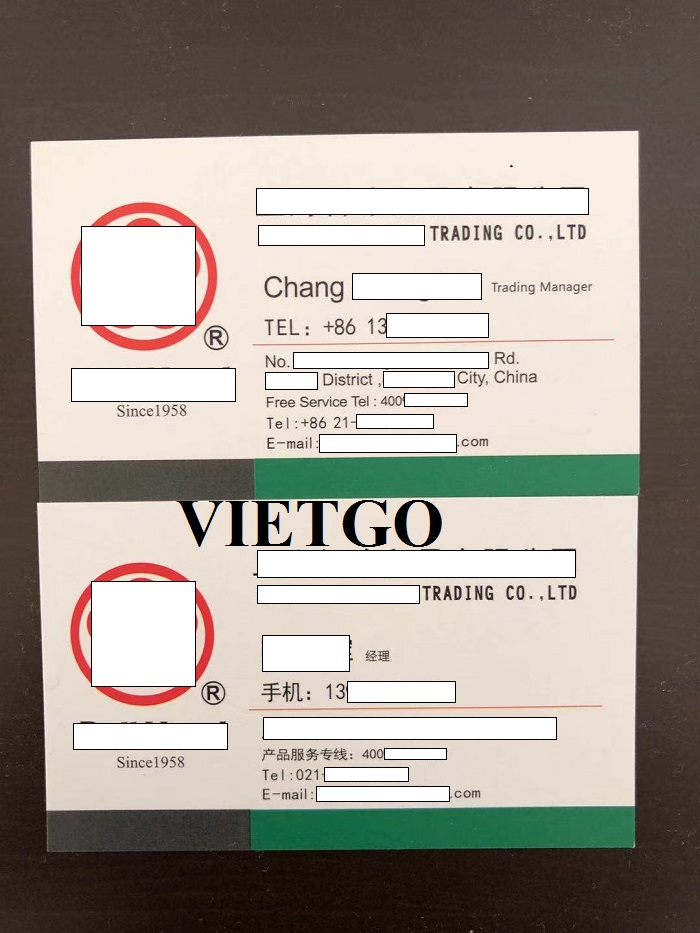 TRADING CO.,LTD
Chang
Trading Manager
TEL: +86 13
®
No. Rd.
District , City, China
Free Service Tel : 400
Since1958
Tel:+86 21-
E-mail: .com
VIETGO
TRADING CO.,LTD
经理
手机: 13
®
产品服务专线: 400
Since1958
Tel:021-
E-mail: .com